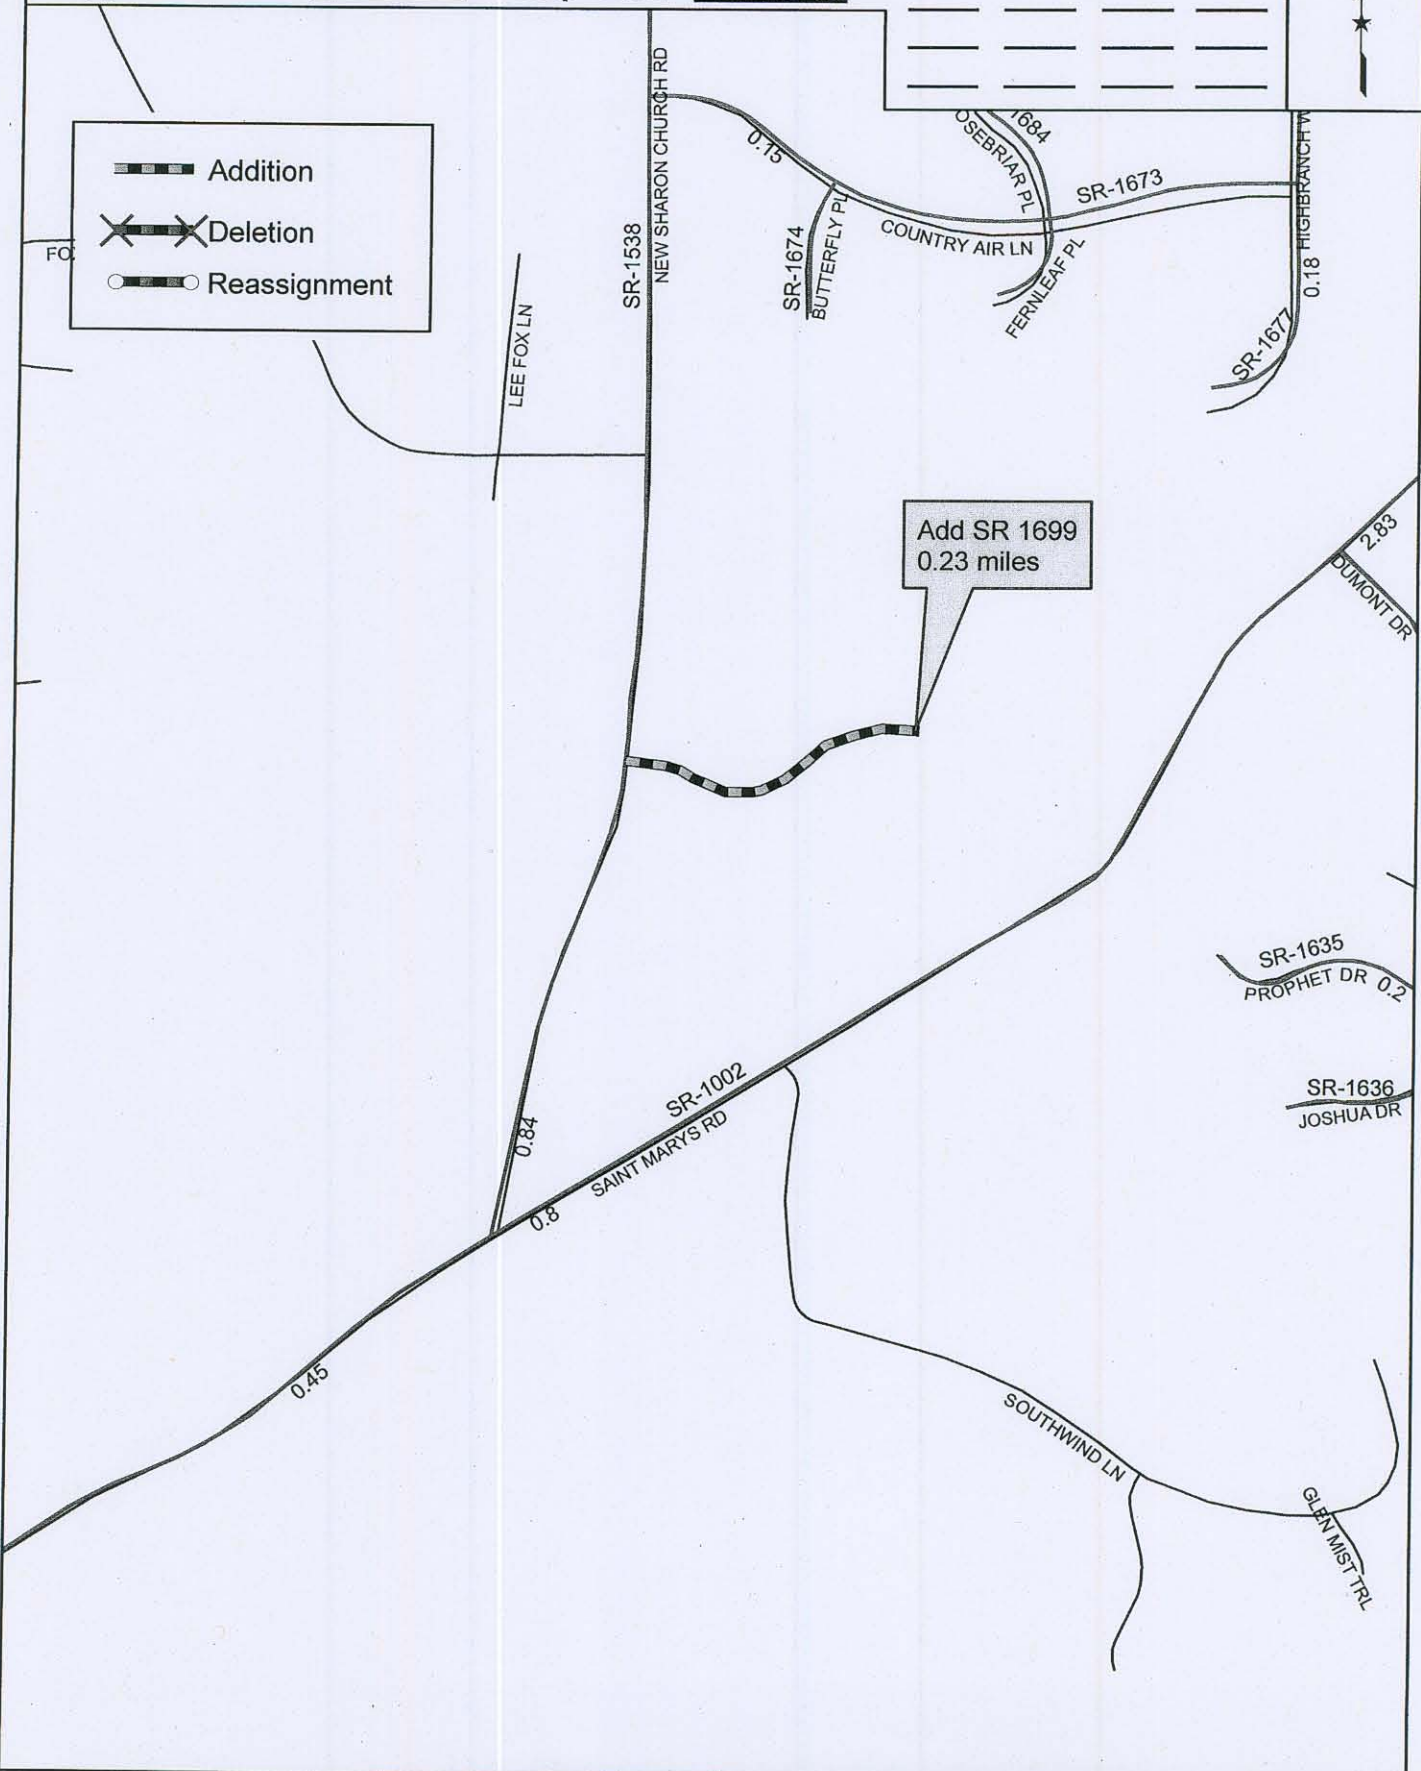 Addition
Deletion
Reassignment
SR-1538
NEW SHARON CHURCH RD
0.15
1684
SR-1673
COUNTRY AIR LN
SR-1674
BUTTERFLY PL
FERNLEAF PL
0.18
HIGHBRANCH
SR-1677
LEE FOX LN
Add SR 1699
0.23 miles
2.83
DUMONT DR
SR-1635
PROPHET DR
0.2
SR-1636
JOSHUA DR
SR-1002
SAINT MARYS RD
0.84
0.8
0.45
SOUTHWIND LN
GLEN MIST TRL